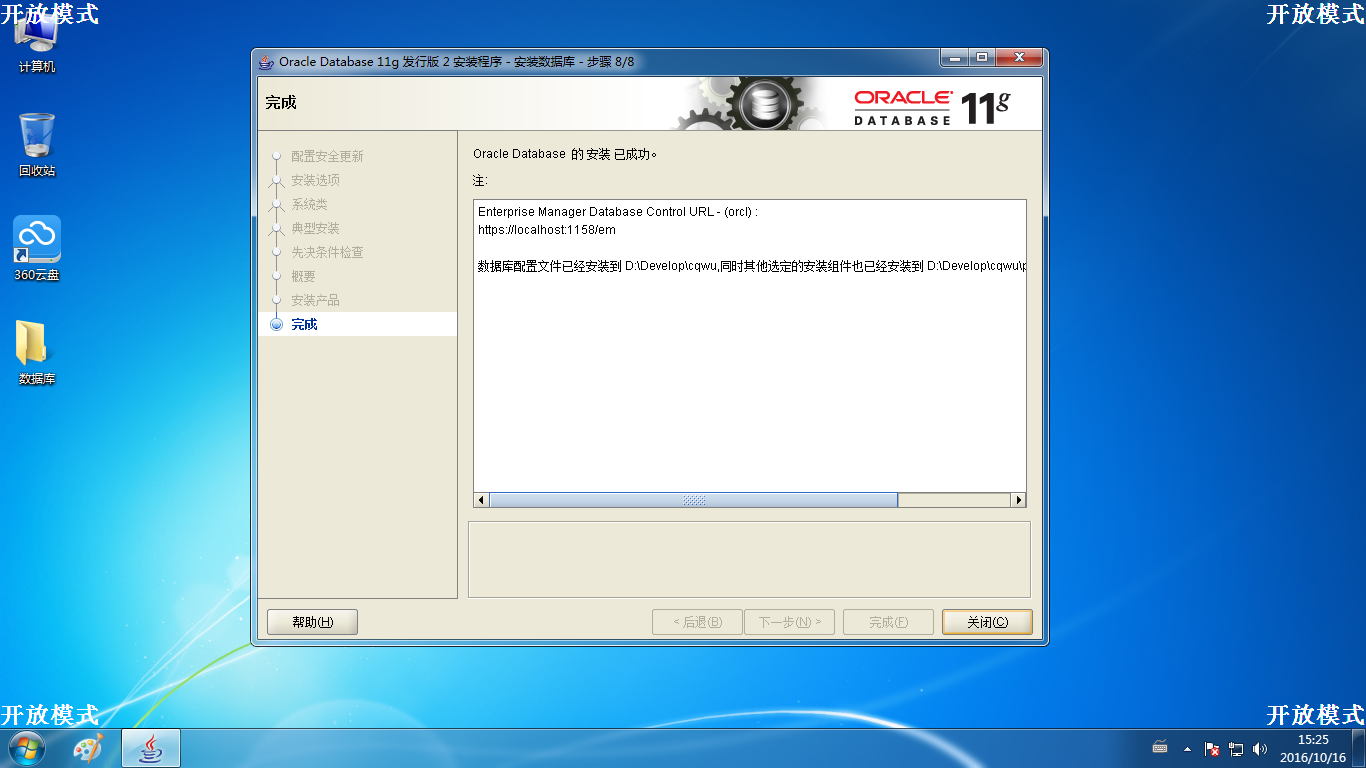 开放模式
开放模式
计算机
回收站
360云盘
数据库
Oracle Database 11g 发行版 2 安装程序 - 安装数据库 - 步骤 8/8
完成
ORACLE
DATABASE
11g
配置安全更新
安装选项
系统类
典型安装
先决条件检查
概要
安装产品
完成
Oracle Database 的 安装 已成功。
注:
Enterprise Manager Database Control URL - (orcl) :
https://localhost:1158/em
数据库配置文件已经安装到 D:\Develop\cqwu,同时其他选定的安装组件也已经安装到 D:\Develop\cqwu\p
帮助(H)
< 后退(B)
下一步(N) >
完成(F)
关闭(C)
开放模式
开放模式
15:25
2016/10/16